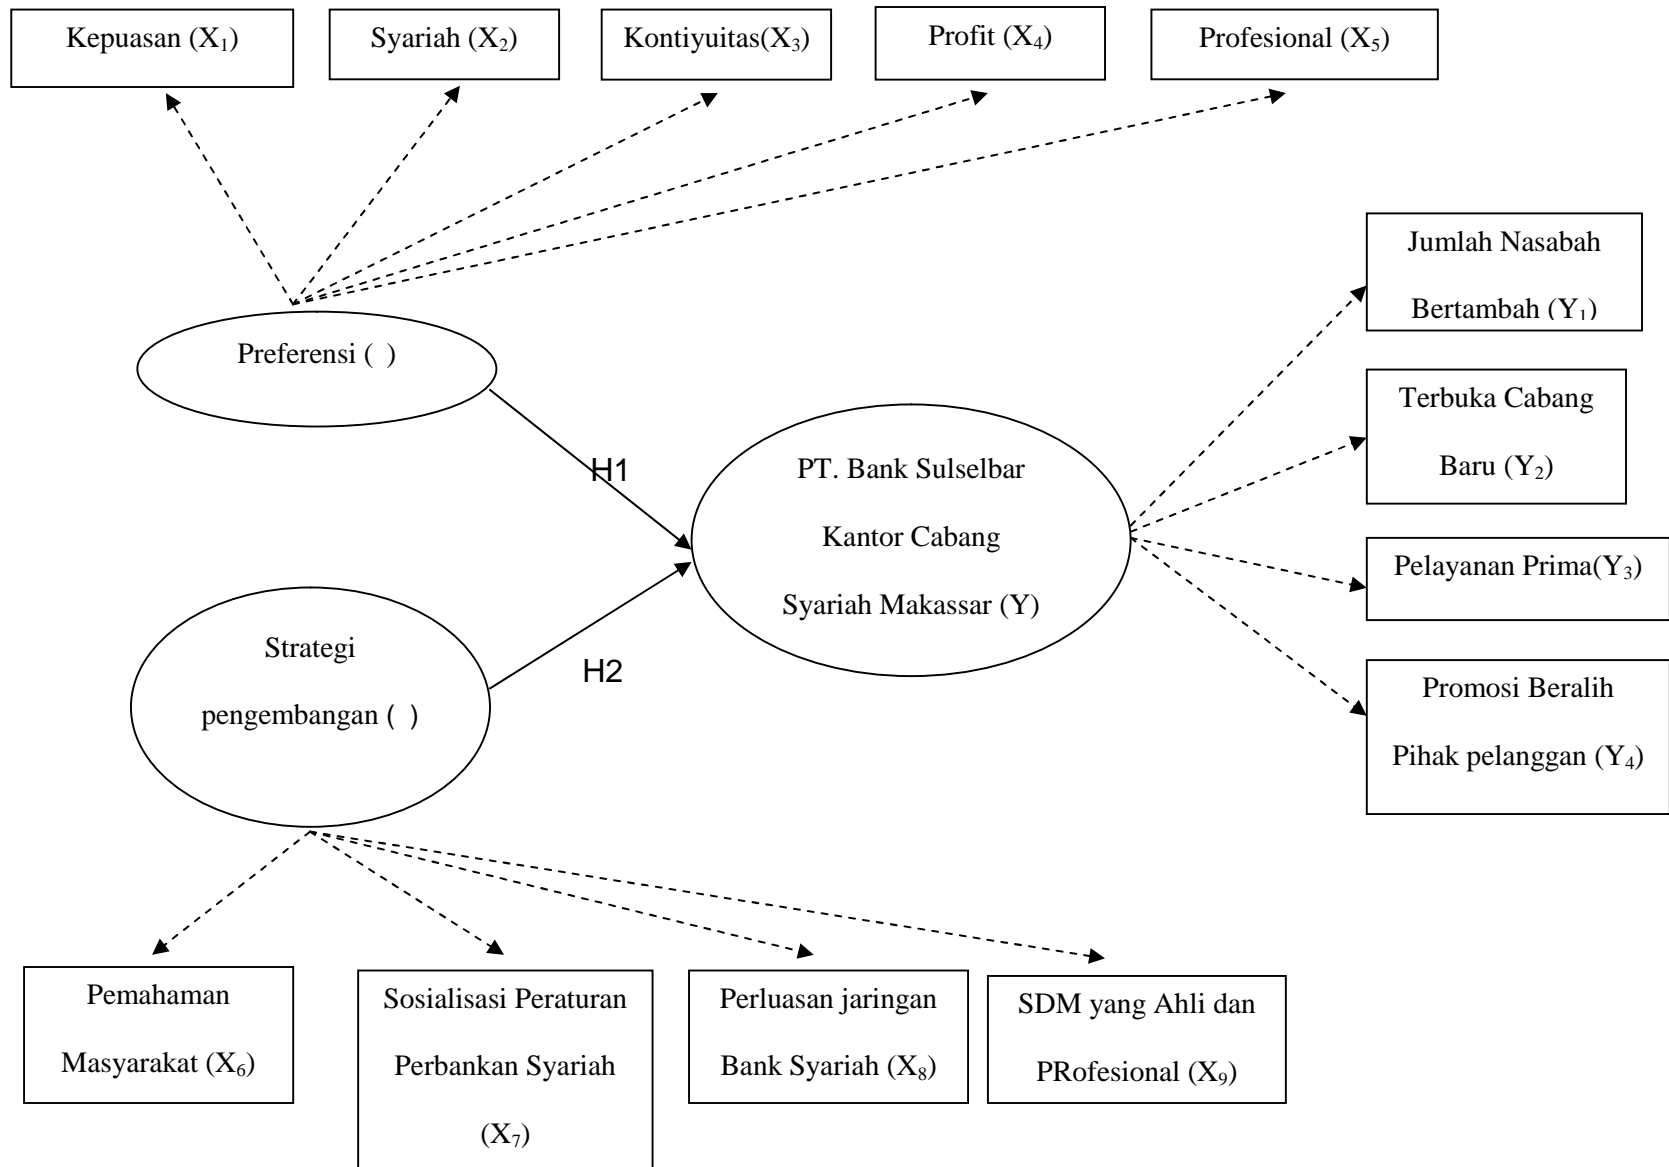 Kepuasan (X₁)
Syariah (X₂)
Kontiyuitas(X₃)
Profit (X₄)
Profesional (X₅)
Jumlah Nasabah
Bertambah (Y₁)
Preferensi ( )
Terbuka Cabang
Baru (Y₂)
H1
PT. Bank Sulselbar
Kantor Cabang
Syariah Makassar (Y)
Pelayanan Prima(Y₃)
Strategi
pengembangan ( )
H2
Promosi Beralih
Pihak pelanggan (Y₄)
Pemahaman
Masyarakat (X₆)
Sosialisasi Peraturan
Perbankan Syariah
(X₇)
Perluasan jaringan
Bank Syariah (X₈)
SDM yang Ahli dan
PRofesional (X₉)